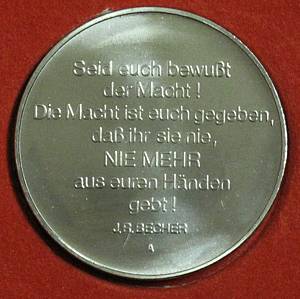 Seid euch bewußt
der Macht!
Die Macht ist euch gegeben,
daß ihr sie nie,
NIE MEHR
aus euren Händen
gebt!
J.R.BECHER
A